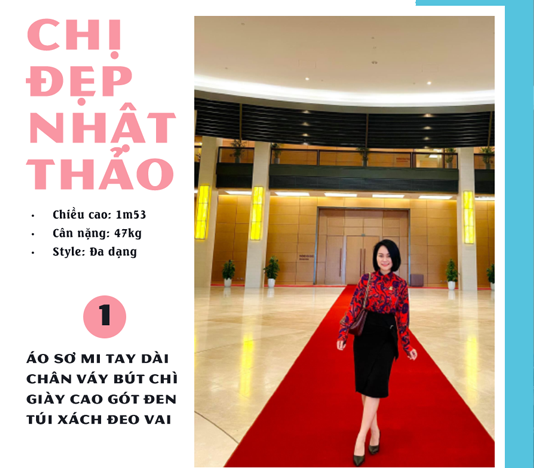 CHỊ
ĐẸP
NHẬT
THẢO
• Chiều cao: 1m53
• Cân nặng: 47kg
• Style: Đa dạng
1
ÁO SƠ MI TAY DÀI
CHÂN VÁY BÚT CHÌ
GIÀY CAO GÓT ĐEN
TÚI XÁCH ĐEO VAI